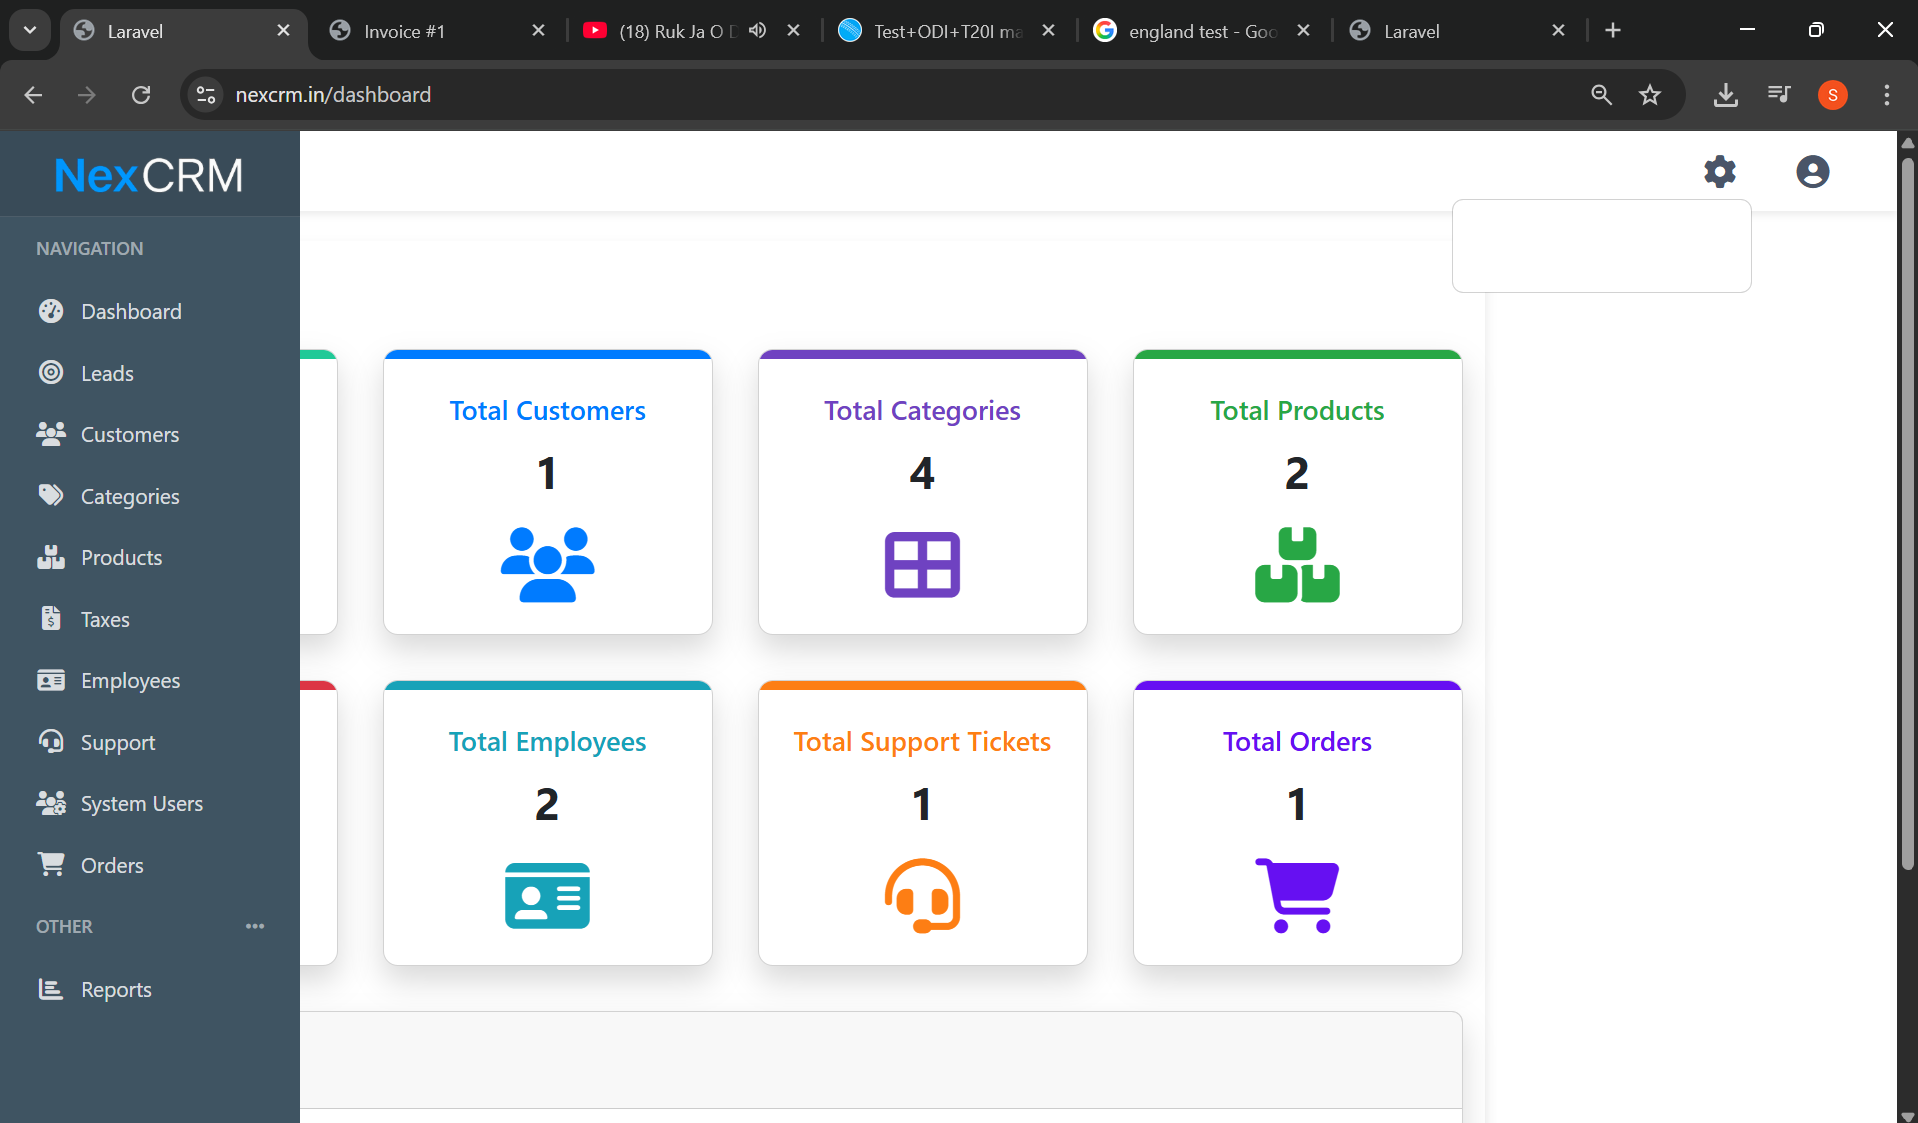 Laravel
Invoice #1
(18) Ruk Ja O D
Test+ODI+T20I ma
england test - Goo
Laravel
nexcrm.in/dashboard
S
NexCRM
NAVIGATION
Dashboard
Leads
Customers
Categories
Products
Taxes
Employees
Support
System Users
Orders
OTHER
Reports
Total Customers
1
Total Categories
4
Total Products
2
Total Employees
2
Total Support Tickets
1
Total Orders
1